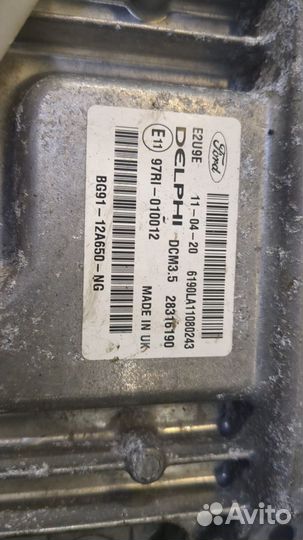 Ford
E2U9E
11-04-20 6190LA11080243
DELPHI DCM3.5 28316190
E11 97RI-010012 MADE IN UK
BG91-12A650-NG
Avito